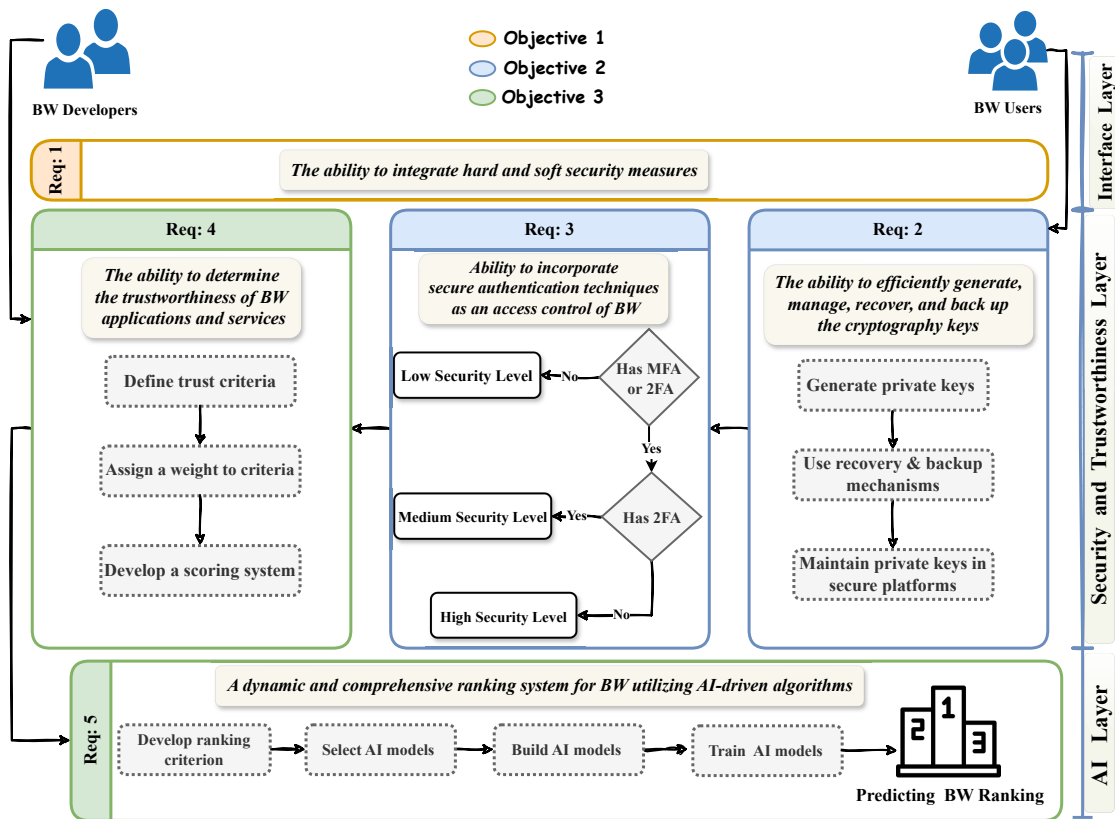 Objective 1
Objective 2
Objective 3
BW Developers
BW Users
Interface Layer
Req: 1
The ability to integrate hard and soft security measures
Req: 4
The ability to determine
the trustworthiness of BW
applications and services
Define trust criteria
Assign a weight to criteria
Develop a scoring system
Req: 3
Ability to incorporate
secure authentication techniques
as an access control of BW
Has MFA
or 2FA
No
Low Security Level
Yes
Has 2FA
Yes
Medium Security Level
No
High Security Level
Req: 2
The ability to efficiently generate,
manage, recover, and back up
the cryptography keys
Generate private keys
Use recovery & backup
mechanisms
Maintain private keys in
secure platforms
Security and Trustworthiness Layer
Req: 5
A dynamic and comprehensive ranking system for BW utilizing AI-driven algorithms
Develop ranking
criterion
Select AI models
Build AI models
Train AI models
2
1
3
Predicting BW Ranking
AI Layer